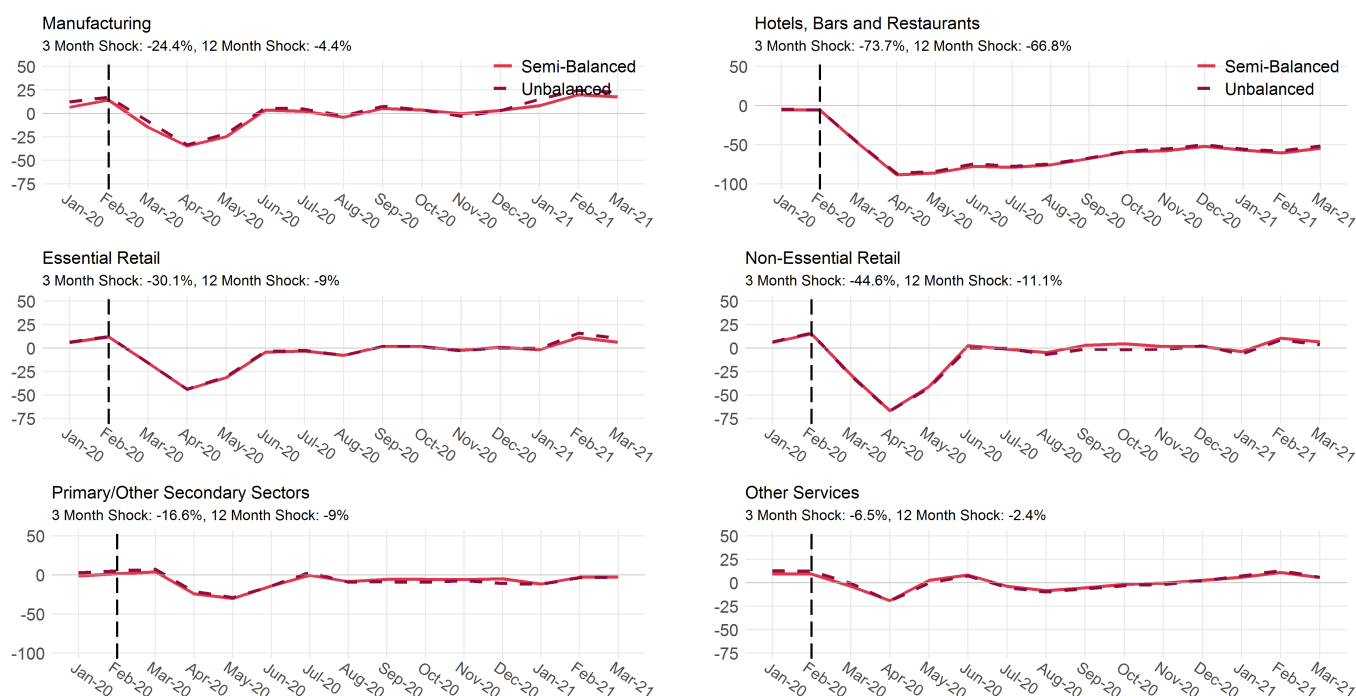 Manufacturing
3 Month Shock: -24.4%, 12 Month Shock: -4.4%
Semi-Balanced
Unbalanced
50
25
0
-25
-50
-75
Jan-20 Feb-20 Mar-20 Apr-20 May-20 Jun-20 Jul-20 Aug-20 Sep-20 Oct-20 Nov-20 Dec-20 Jan-21 Feb-21 Mar-21
Hotels, Bars and Restaurants
3 Month Shock: -73.7%, 12 Month Shock: -66.8%
Semi-Balanced
Unbalanced
50
0
-50
-100
Jan-20 Feb-20 Mar-20 Apr-20 May-20 Jun-20 Jul-20 Aug-20 Sep-20 Oct-20 Nov-20 Dec-20 Jan-21 Feb-21 Mar-21
Essential Retail
3 Month Shock: -30.1%, 12 Month Shock: -9%
50
25
0
-25
-50
-75
Jan-20 Feb-20 Mar-20 Apr-20 May-20 Jun-20 Jul-20 Aug-20 Sep-20 Oct-20 Nov-20 Dec-20 Jan-21 Feb-21 Mar-21
Non-Essential Retail
3 Month Shock: -44.6%, 12 Month Shock: -11.1%
50
25
0
-25
-50
-75
Jan-20 Feb-20 Mar-20 Apr-20 May-20 Jun-20 Jul-20 Aug-20 Sep-20 Oct-20 Nov-20 Dec-20 Jan-21 Feb-21 Mar-21
Primary/Other Secondary Sectors
3 Month Shock: -16.6%, 12 Month Shock: -9%
50
0
-50
-100
Jan-20 Feb-20 Mar-20 Apr-20 May-20 Jun-20 Jul-20 Aug-20 Sep-20 Oct-20 Nov-20 Dec-20 Jan-21 Feb-21 Mar-21
Other Services
3 Month Shock: -6.5%, 12 Month Shock: -2.4%
50
25
0
-25
-50
-75
Jan-20 Feb-20 Mar-20 Apr-20 May-20 Jun-20 Jul-20 Aug-20 Sep-20 Oct-20 Nov-20 Dec-20 Jan-21 Feb-21 Mar-21